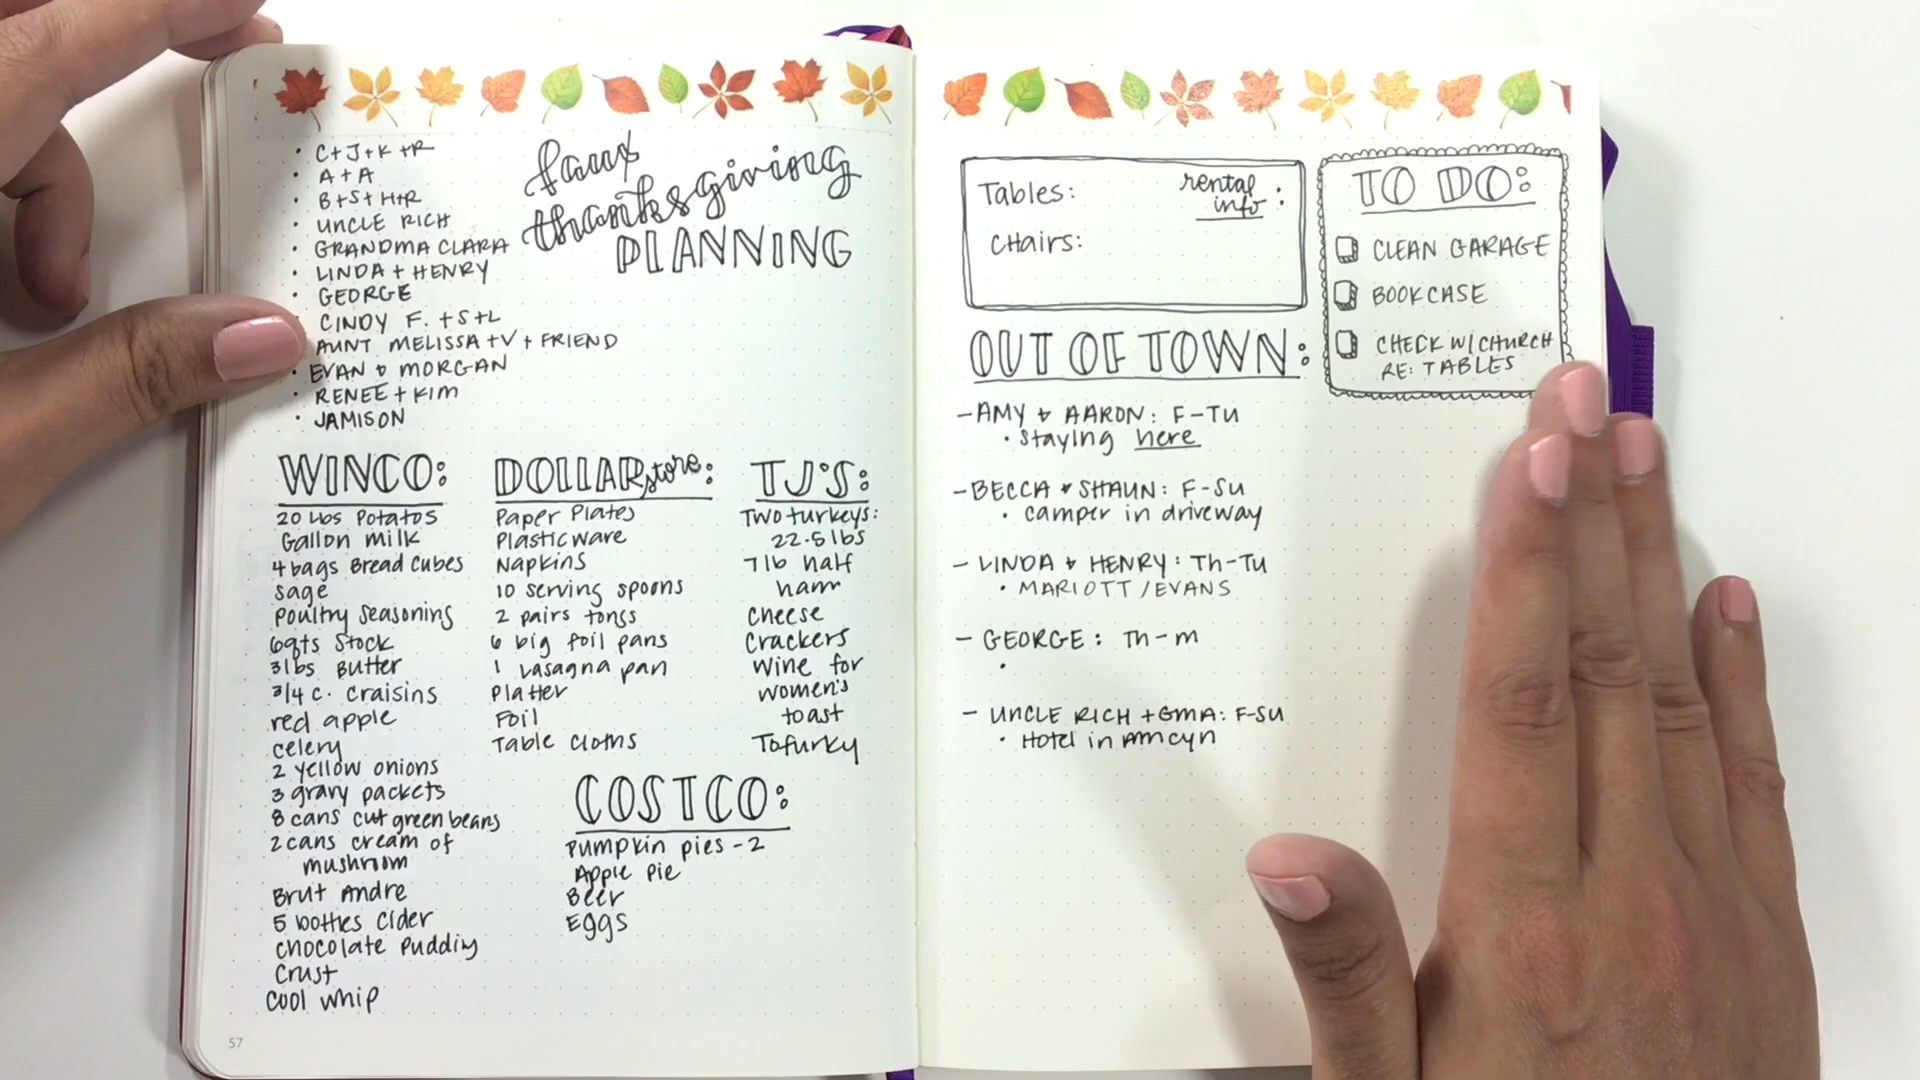 • C+J+K+R
• A+A
• B+S+H+R
• UNCLE RICH
• GRANDMA CLARA
• LINDA + HENRY
• GEORGE
CINDY F. +S+L
AUNT MELISSA +V + FRIEND
• EVAN & MORGAN
• RENEE + KIM
• JAMISON
faux
thanksgiving
PLANNING
WINCO:
20 Lbs Potatos
Gallon milk
4 bags Bread Cubes
Sage
Poultry Seasoning
6qts Stock
3lbs Butter
3/4 c. Craisins
red apple
celery
2 yellow onions
3 gravy packets
8 cans cut green beans
2 cans cream of
mushroom
Brut Andre
5 bottles Cider
Chocolate Pudding
Crust
Cool whip
DOLLAR store:
Paper Plates
Plasticware
Napkins
10 serving spoons
2 pairs tongs
6 big foil pans
1 Lasagna pan
Platter
Foil
Table Cloths
TJ'S:
Two turkeys:
22.5 lbs
7 lb half
ham
Cheese
Crackers
Wine for
women's
toast
Tofurky
COSTCO:
Pumpkin pies - 2
Apple Pie
Beer
Eggs
57
Tables:
Chairs:
rental
info:
TO DO:
CLEAN GARAGE
BOOKCASE
CHECK W/ CHURCH
RE: TABLES
OUT OF TOWN:
- AMY & AARON: F-TU
• Staying here
- BECCA & SHAUN: F-SU
• camper in driveway
- LINDA & HENRY: Th-Tu
• MARIOTT / EVANS
- GEORGE: Th-m
•
- UNCLE RICH + GMA: F-SU
• Hotel in Amcyn